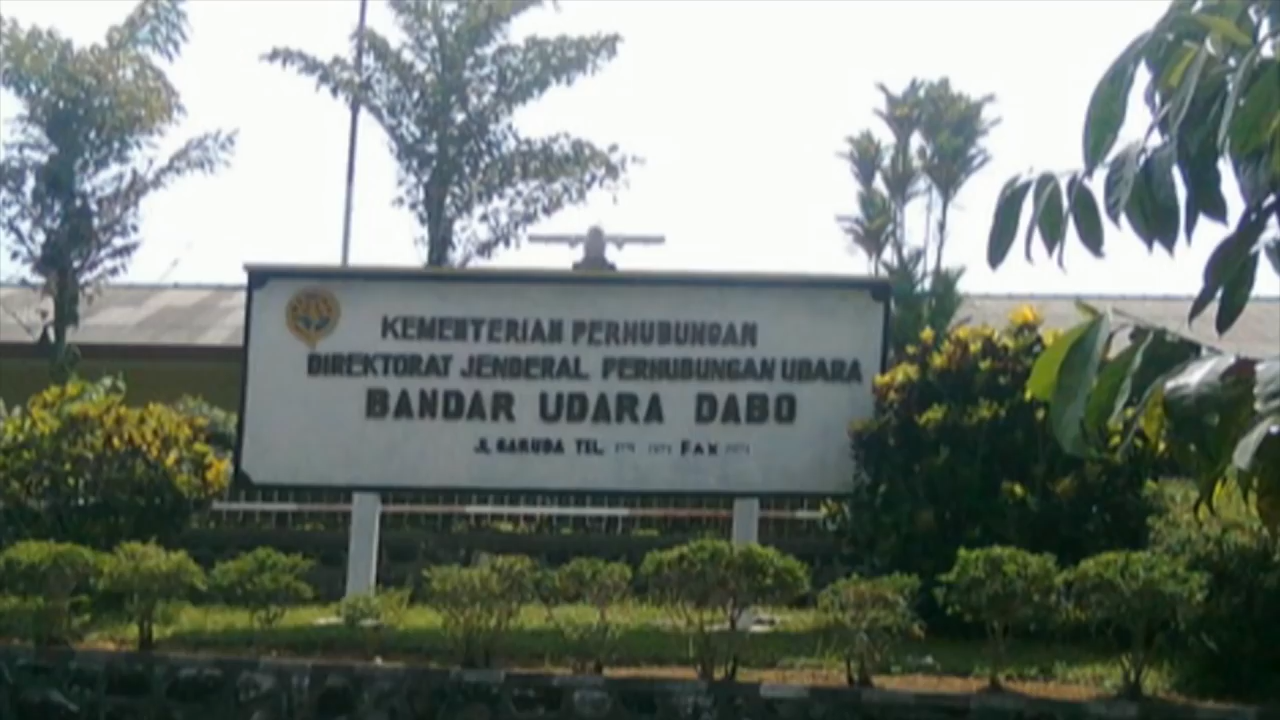 KEMENTERIAN PERHUBUNGAN
DIREKTORAT JENDERAL PERHUBUNGAN UDARA
BANDAR UDARA DABO
JL GARUDA TEL. FAX